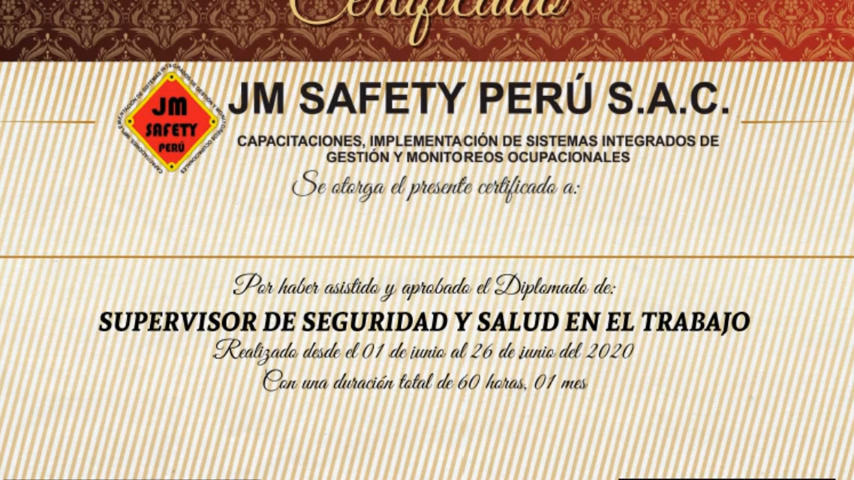 Certificado
JM
SAFETY
PERÚ
JM SAFETY PERÚ S.A.C.
CAPACITACIONES, IMPLEMENTACIÓN DE SISTEMAS INTEGRADOS DE
GESTIÓN Y MONITOREOS OCUPACIONALES
Se otorga el presente certificado a:
Por haber asistido y aprobado el Diplomado de:
SUPERVISOR DE SEGURIDAD Y SALUD EN EL TRABAJO
Realizado desde el 01 de junio al 26 de junio del 2020
Con una duración total de 60 horas, 01 mes